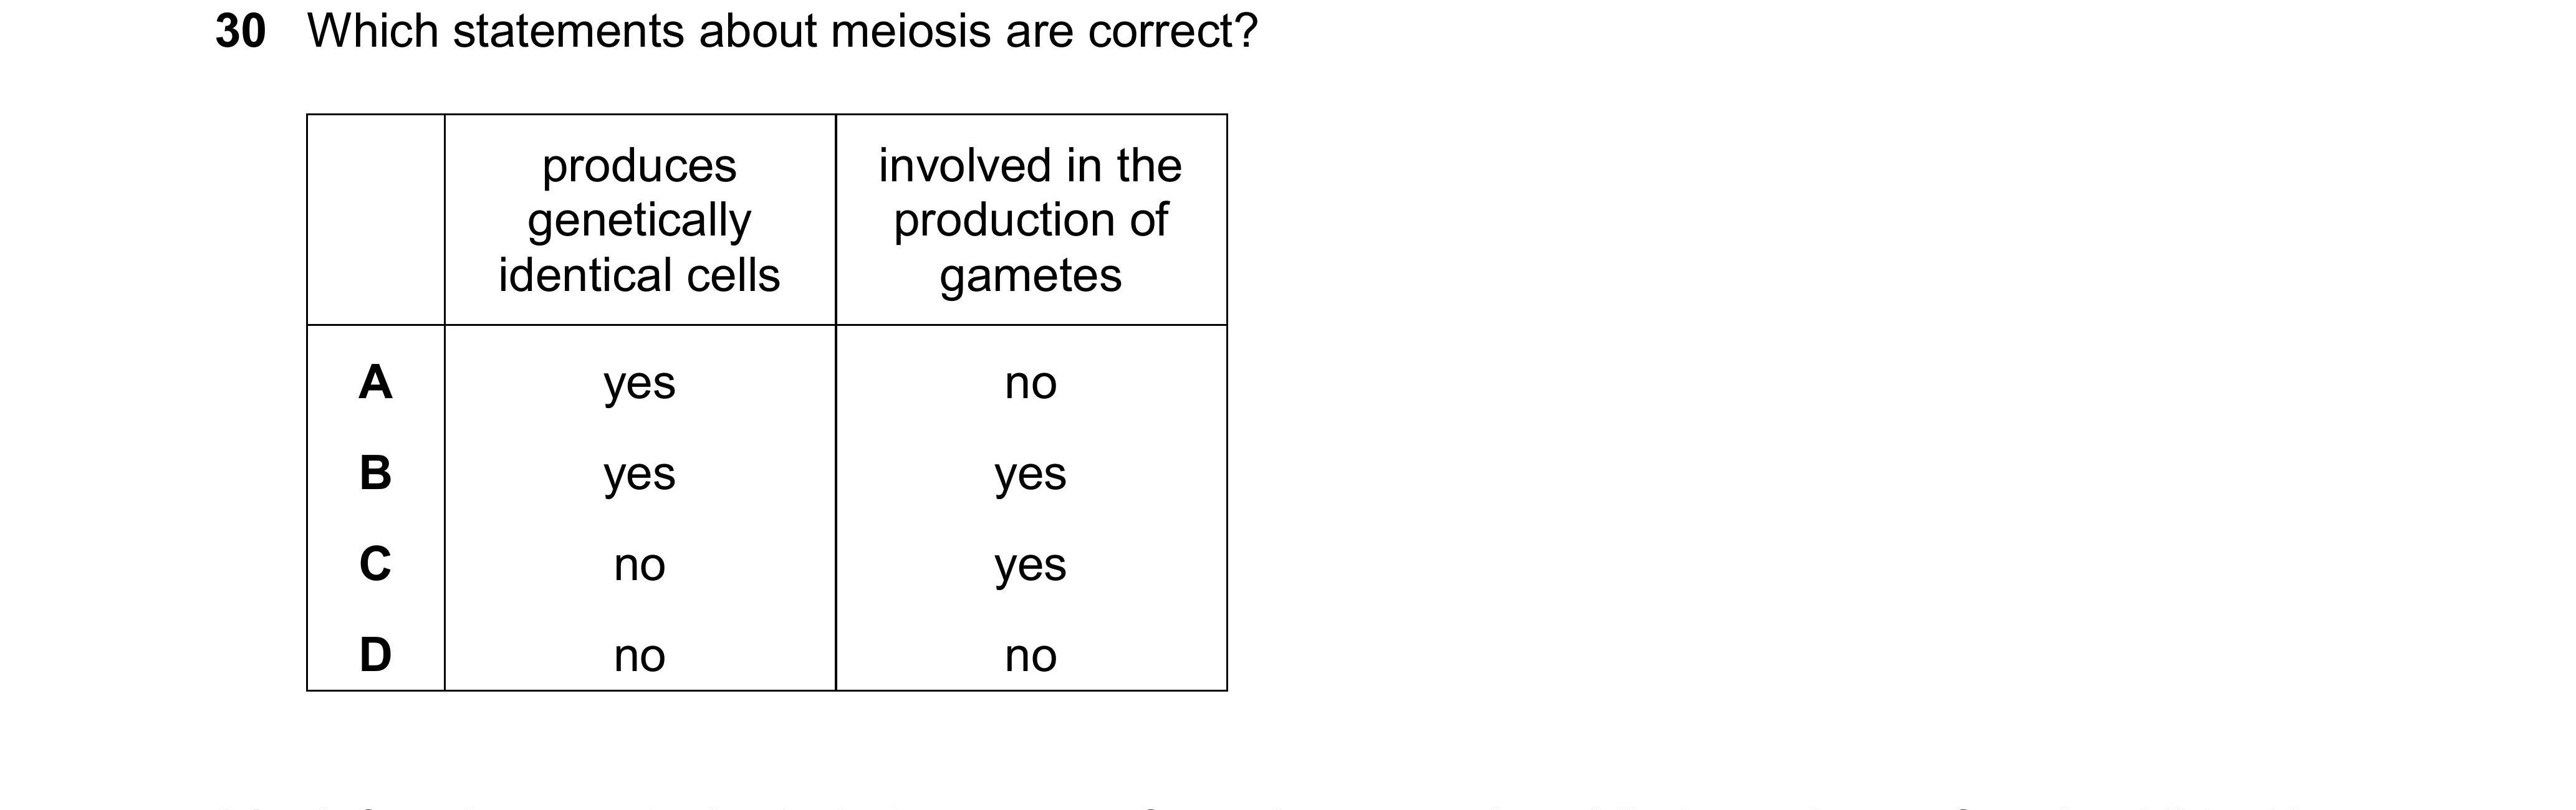 30 Which statements about meiosis are correct?
produces genetically identical cells
involved in the production of gametes
A yes no
B yes yes
C no yes
D no no